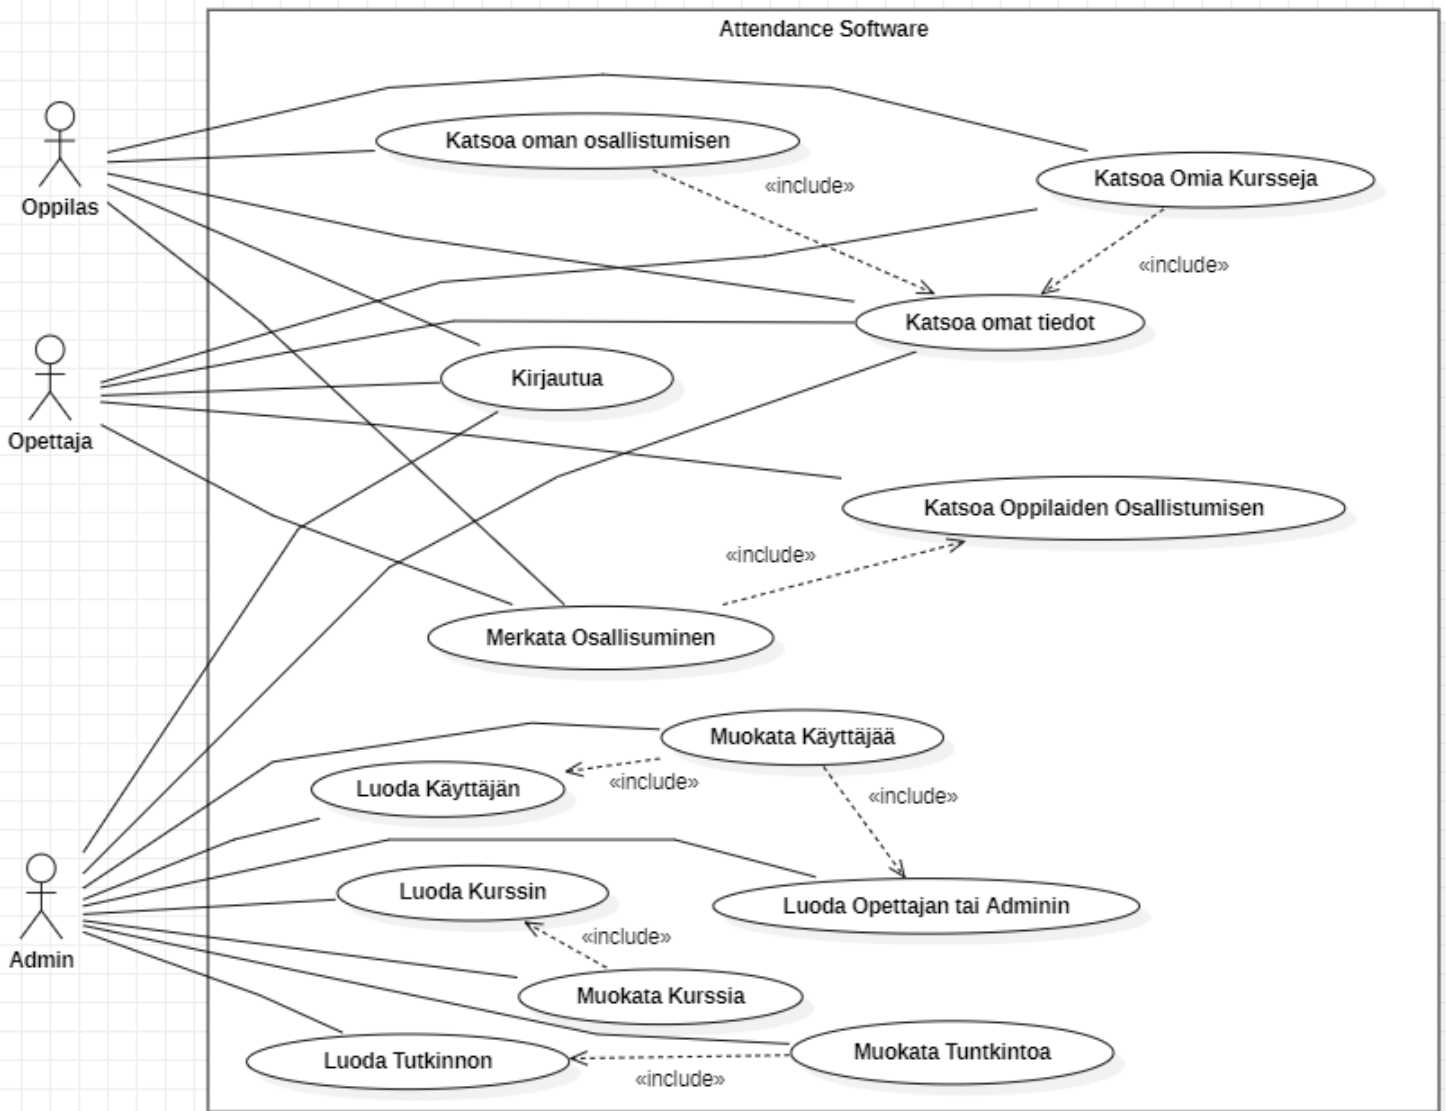 Attendance Software
Katsoa oman osallistumisen
Katsoa Omia Kursseja
«include»
Oppilas
«include»
Katsoa omat tiedot
Kirjautua
Opettaja
Katsoa Oppilaiden Osallistumisen
«include»
Merkata Osallisuminen
Muokata Käyttäjää
Luoda Käyttäjän
«include»
«include»
Luoda Kurssin
Luoda Opettajan tai Adminin
«include»
Admin
Muokata Kurssia
Luoda Tutkinnon
Muokata Tuntkintoa
«include»